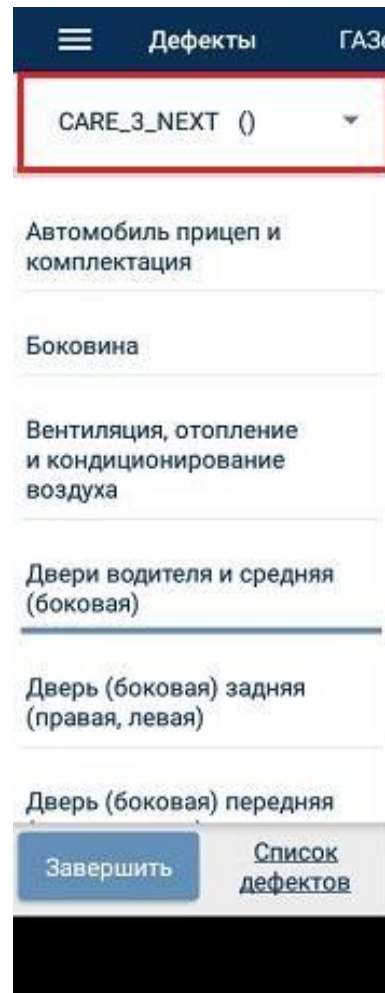 Дефекты ГАЗе
CARE_3_NEXT ()
Автомобиль прицеп и
комплектация
Боковина
Вентиляция, отопление
и кондиционирование
воздуха
Двери водителя и средняя
(боковая)
Дверь (боковая) задняя
(правая, левая)
Дверь (боковая) передняя
Завершить
Список
дефектов